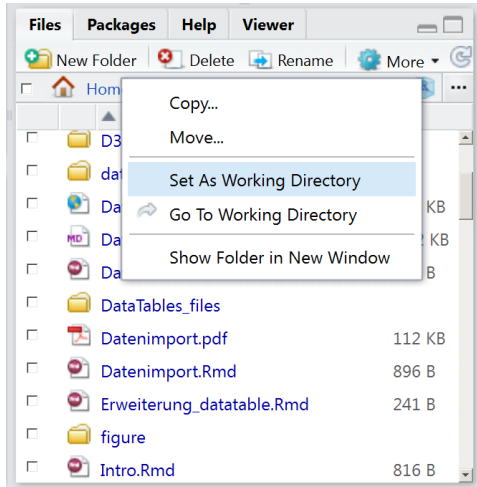 Files Packages Help Viewer
New Folder Delete Rename More
Hom
Copy...
Move...
Set As Working Directory
Go To Working Directory
Show Folder in New Window
D3
dat
Da KB
MD Da KB
Da B
DataTables_files
Datenimport.pdf 112 KB
Datenimport.Rmd 896 B
Erweiterung_datatable.Rmd 241 B
figure
Intro.Rmd 816 B